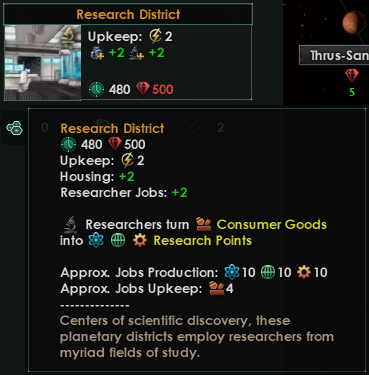 Research District
Upkeep: 2
+2 +2
480 500
Thrus-San
5
0 2
Research District
480 500
Upkeep: 2
Housing: +2
Researcher Jobs: +2
Researchers turn Consumer Goods
into Research Points
Approx. Jobs Production: 10 10 10
Approx. Jobs Upkeep: 4
--------------
Centers of scientific discovery, these
planetary districts employ researchers from
myriad fields of study.